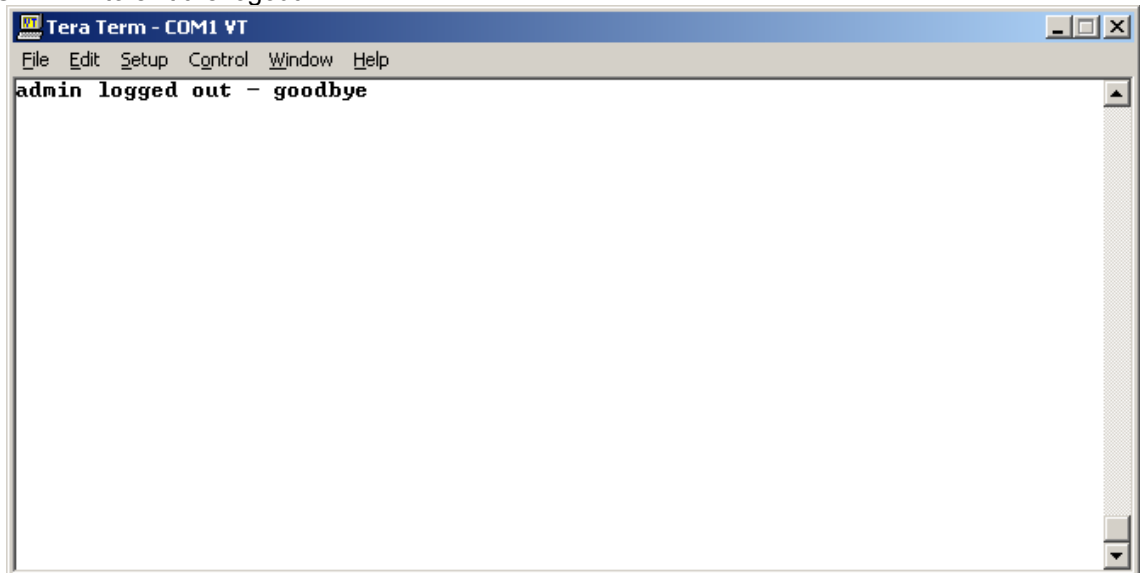 Tera Term - COM1 VT
File Edit Setup Control Window Help
admin logged out - goodbye